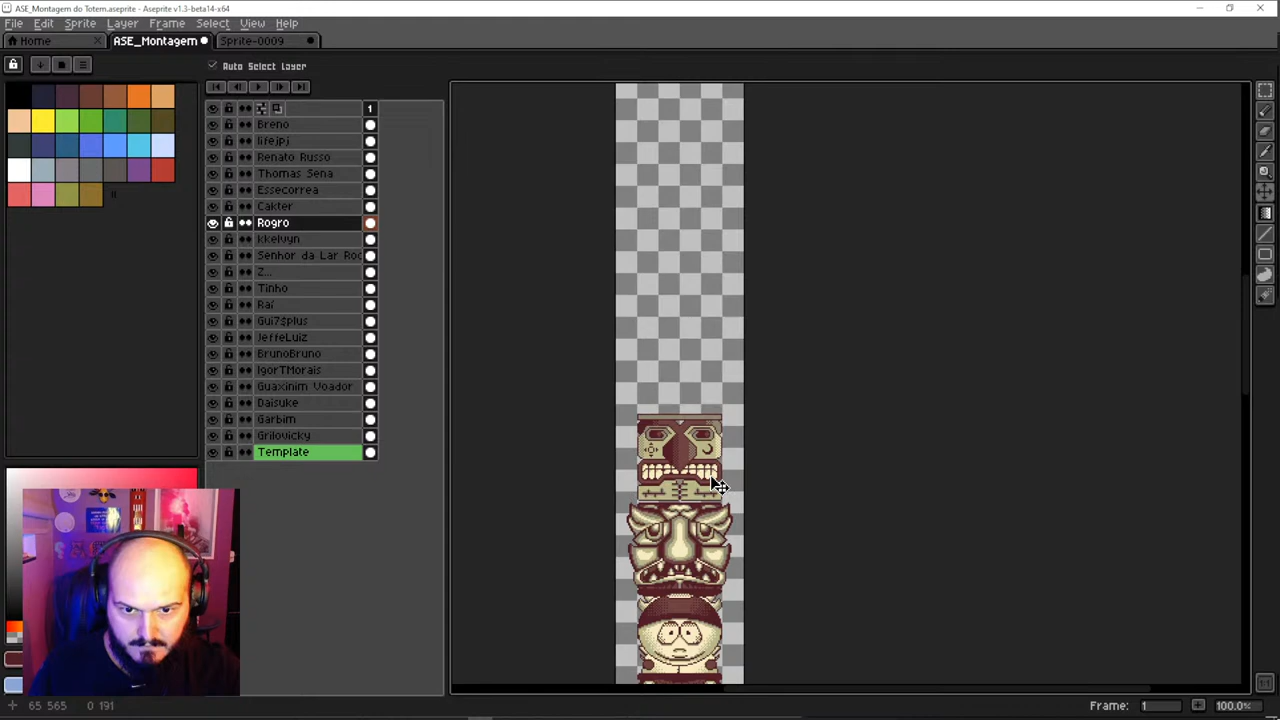 ASE_Montagem do Totem.aseprite - Aseprite v1.3-beta14-x64
File Edit Sprite Layer Frame Select View Help
Home ASE_Montagem Sprite-0009
Auto Select Layer
1
Breno
lifejpj
Renato Russo
Thomas Sena
Essecorrea
Cakter
Rogro
kkelvyn
Senhor da Lar Roc
Z...
Tinho
Raí
Gui7$plus
JeffeLuiz
BrunoBruno
IgorTMorais
Guaxinim Voador
Daisuke
Garbim
Grilovicky
Template
65 565 0 191
Frame: 1 100.0%